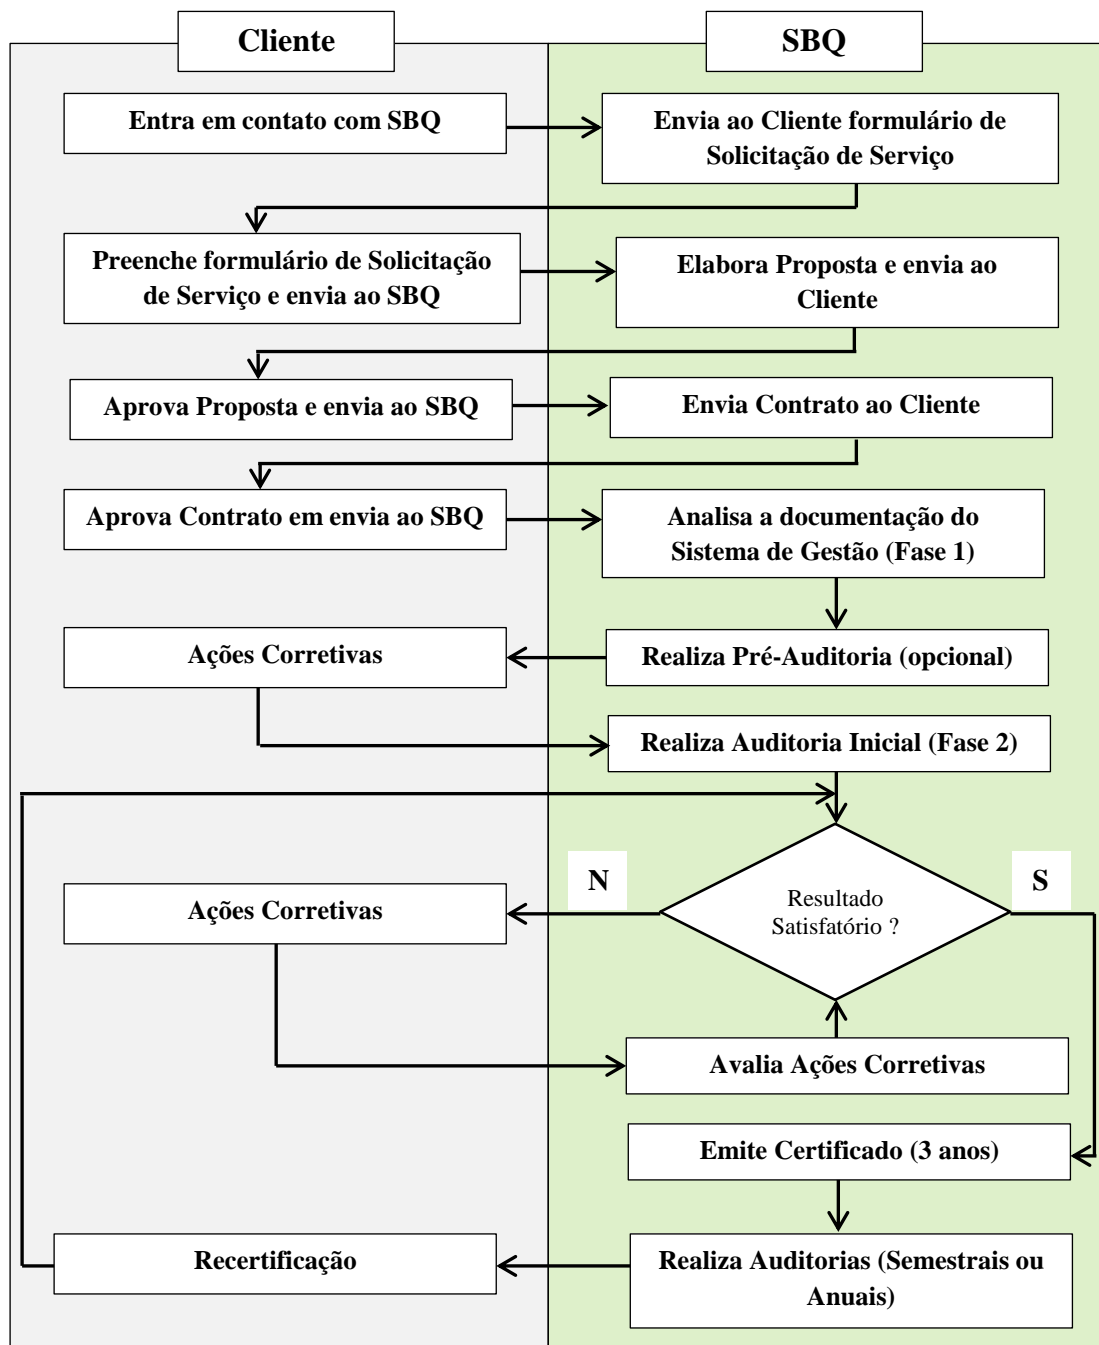 Cliente
SBQ
Entra em contato com SBQ
Envia ao Cliente formulário de
Solicitação de Serviço
Preenche formulário de Solicitação
de Serviço e envia ao SBQ
Elabora Proposta e envia ao
Cliente
Aprova Proposta e envia ao SBQ
Envia Contrato ao Cliente
Aprova Contrato em envia ao SBQ
Analisa a documentação do
Sistema de Gestão (Fase 1)
Ações Corretivas
Realiza Pré-Auditoria (opcional)
Realiza Auditoria Inicial (Fase 2)
N
S
Ações Corretivas
Resultado
Satisfatório ?
Avalia Ações Corretivas
Emite Certificado (3 anos)
Recertificação
Realiza Auditorias (Semestrais ou
Anuais)